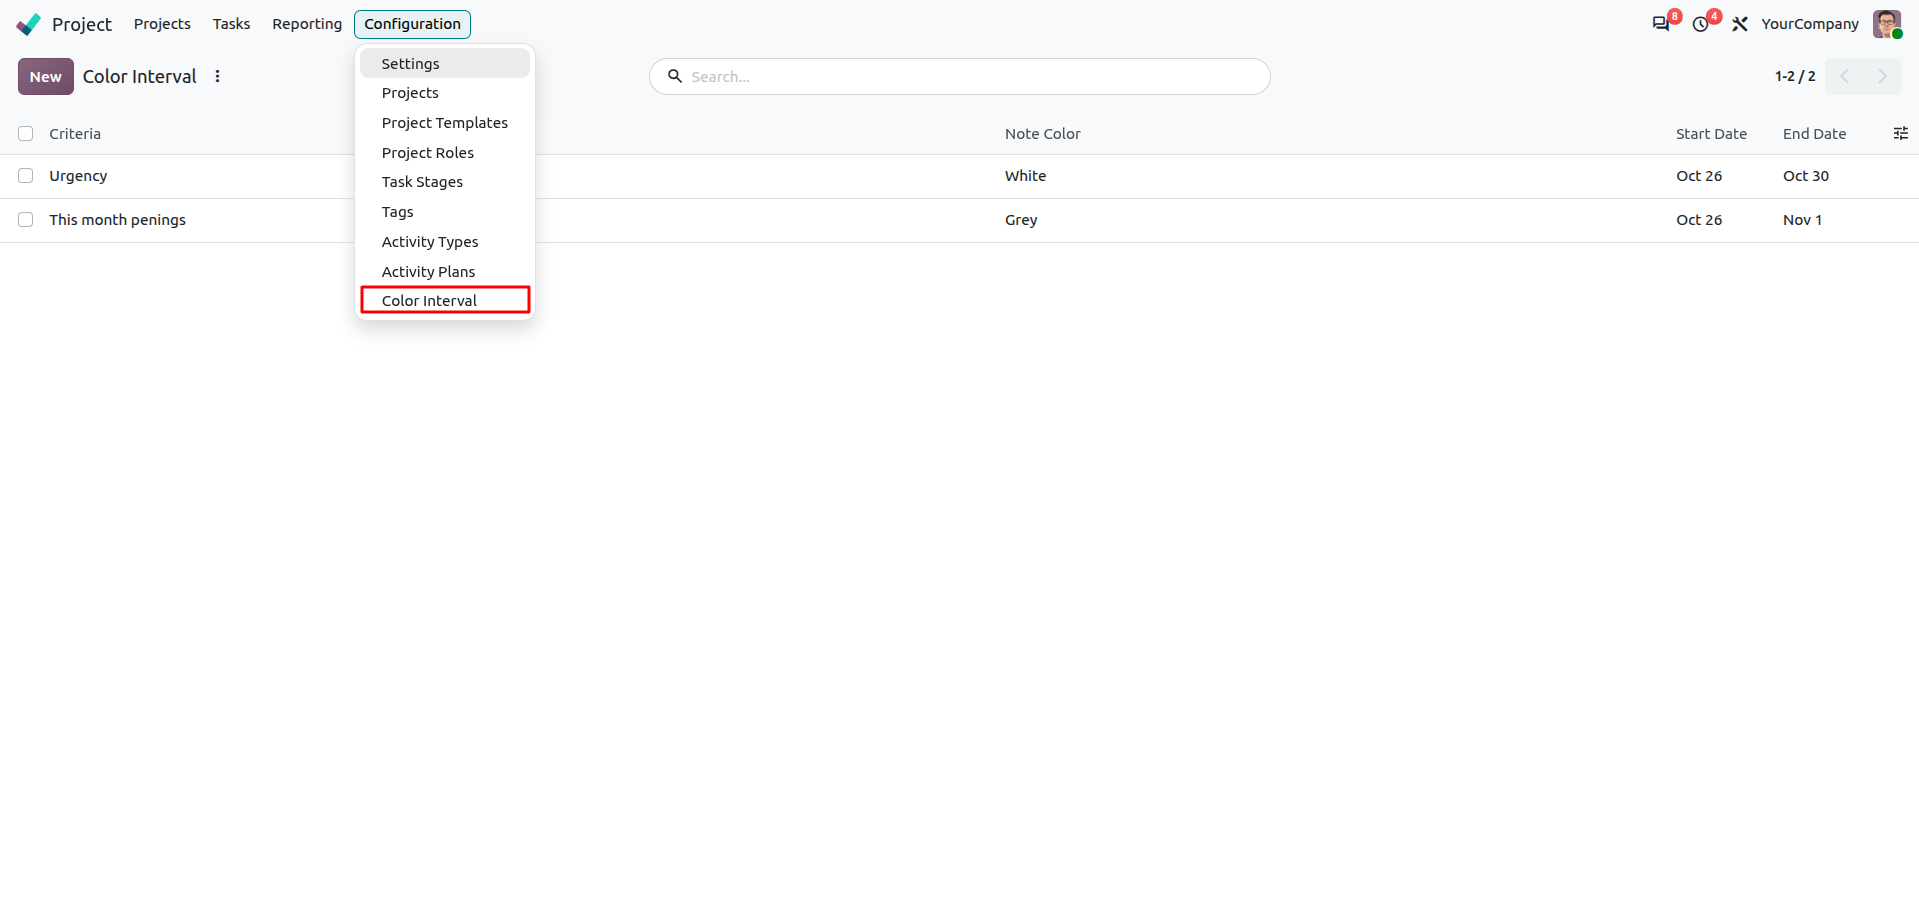 Project Projects Tasks Reporting Configuration 8 4 YourCompany
New Color Interval Search... 1-2 / 2
Settings
Projects
Project Templates
Project Roles
Task Stages
Tags
Activity Types
Activity Plans
Color Interval
Criteria Note Color Start Date End Date
Urgency White Oct 26 Oct 30
This month penings Grey Oct 26 Nov 1